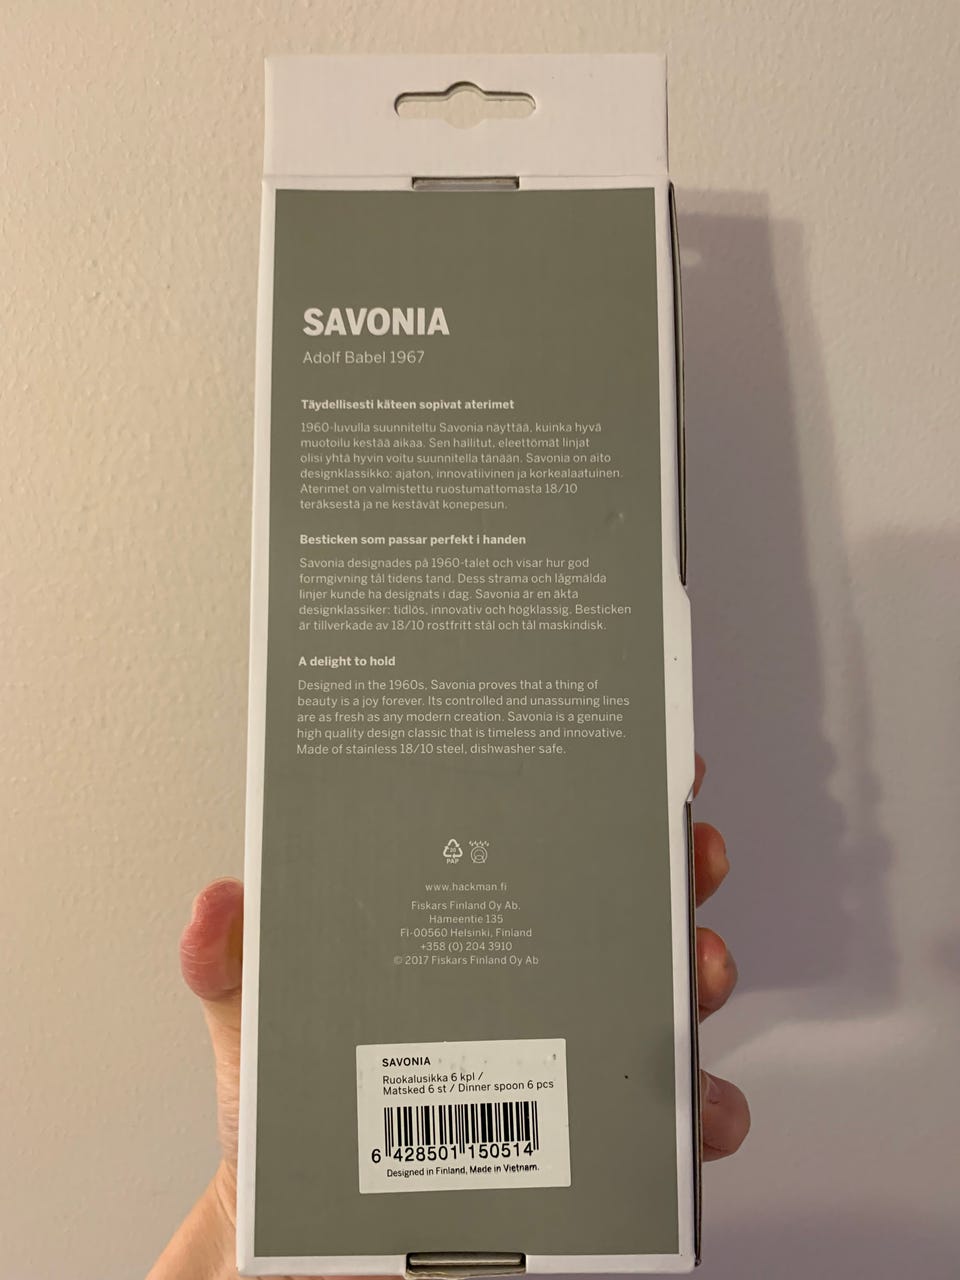 SAVONIA
Adolf Babel 1967
Täydellisesti käteen sopivat aterimet
1960-luvulla suunniteltu Savonia näyttää, kuinka hyvä
muotoilu kestää aikaa. Sen hallitut, eleettömät linjat
olisi yhtä hyvin voitu suunnitella tänään. Savonia on aito
designklassikko: ajaton, innovatiivinen ja korkealaatuinen.
Aterimet on valmistettu ruostumattomasta 18/10
teräksestä ja ne kestävät konepesun.
Besticken som passar perfekt i handen
Savonia designades på 1960-talet och visar hur god
formgivning tål tidens tand. Dess strama och lågmälda
linjer kunde ha designats i dag. Savonia är en äkta
designklassiker: tidlös, innovativ och högklassig. Besticken
är tillverkade av 18/10 rostfritt stål och tål maskindisk.
A delight to hold
Designed in the 1960s, Savonia proves that a thing of
beauty is a joy forever. Its controlled and unassuming lines
are as fresh as any modern creation. Savonia is a genuine
high quality design classic that is timeless and innovative.
Made of stainless 18/10 steel, dishwasher safe.
PAP
www.hackman.fi
Fiskars Finland Oy Ab,
Hämeentie 135
FI-00560 Helsinki, Finland
+358 (0) 204 3910
© 2017 Fiskars Finland Oy Ab
SAVONIA
Ruokalusikka 6 kpl /
Matsked 6 st / Dinner spoon 6 pcs
6 428501 150514
Designed in Finland, Made in Vietnam.